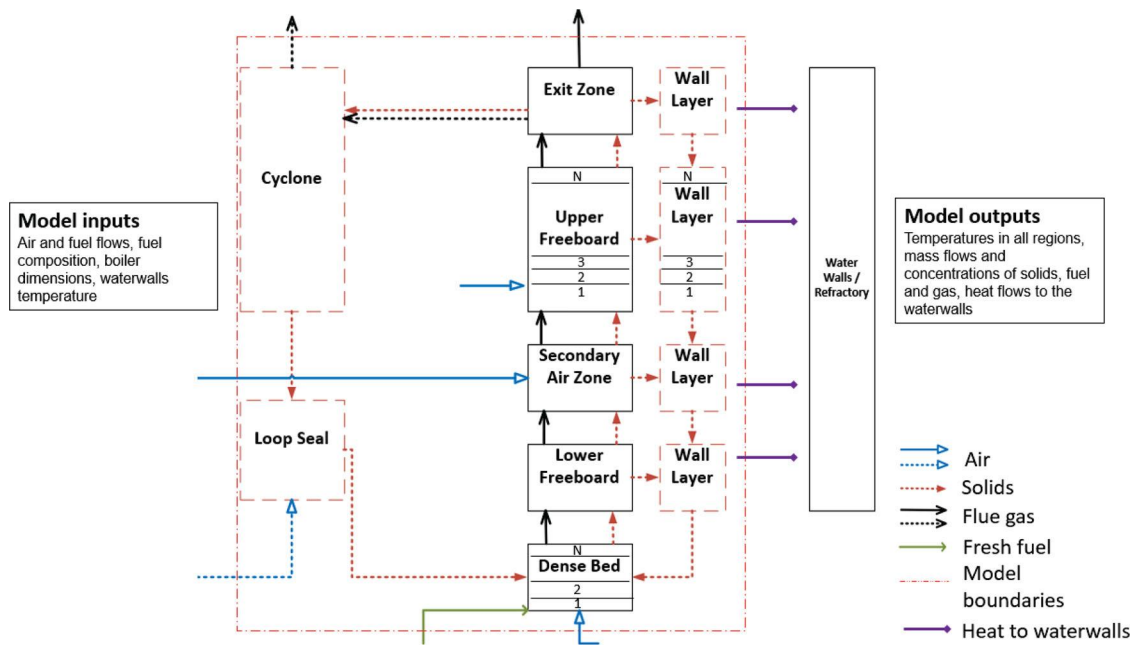 Model inputs
Air and fuel flows, fuel
composition, boiler
dimensions, waterwalls
temperature
Cyclone
Loop Seal
Exit Zone
N
Upper
Freeboard
3
2
1
Secondary
Air Zone
Lower
Freeboard
N
Dense Bed
2
1
Wall
Layer
N
Wall
Layer
3
2
1
Wall
Layer
Wall
Layer
Water
Walls /
Refractory
Model outputs
Temperatures in all regions,
mass flows and
concentrations of solids, fuel
and gas, heat flows to the
waterwalls
Air
Solids
Flue gas
Fresh fuel
Model
boundaries
Heat to waterwalls